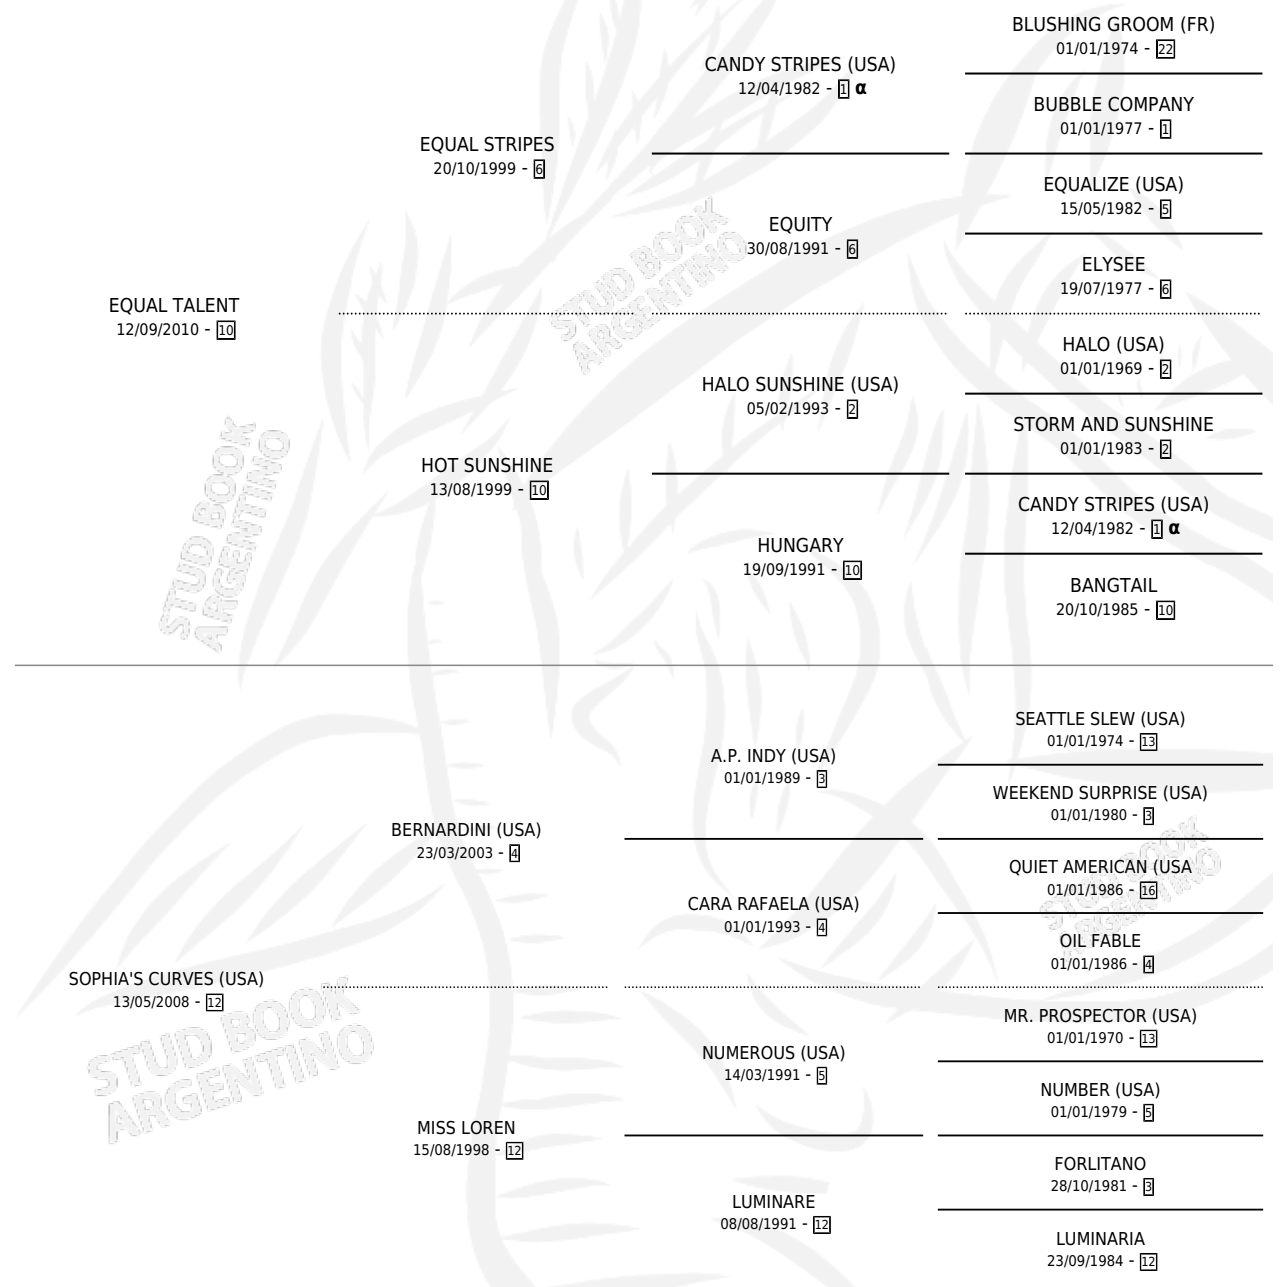 BLUSHING GROOM (FR)
01/01/1974 - 22
CANDY STRIPES (USA)
12/04/1982 - 1 α
BUBBLE COMPANY
01/01/1977 - 1
EQUAL STRIPES
20/10/1999 - 6
EQUALIZE (USA)
15/05/1982 - 5
EQUITY
30/08/1991 - 6
ELYSEE
19/07/1977 - 6
EQUAL TALENT
12/09/2010 - 10
HALO (USA)
01/01/1969 - 2
HALO SUNSHINE (USA)
05/02/1993 - 2
STORM AND SUNSHINE
01/01/1983 - 2
HOT SUNSHINE
13/08/1999 - 10
CANDY STRIPES (USA)
12/04/1982 - 1 α
HUNGARY
19/09/1991 - 10
BANGTAIL
20/10/1985 - 10
SEATTLE SLEW (USA)
01/01/1974 - 13
A.P. INDY (USA)
01/01/1989 - 3
WEEKEND SURPRISE (USA)
01/01/1980 - 3
BERNARDINI (USA)
23/03/2003 - 4
QUIET AMERICAN (USA
01/01/1986 - 16
CARA RAFAELA (USA)
01/01/1993 - 4
OIL FABLE
01/01/1986 - 4
SOPHIA'S CURVES (USA)
13/05/2008 - 12
MR. PROSPECTOR (USA)
01/01/1970 - 13
NUMEROUS (USA)
14/03/1991 - 5
NUMBER (USA)
01/01/1979 - 5
MISS LOREN
15/08/1998 - 12
FORLITANO
28/10/1981 - 3
LUMINARE
08/08/1991 - 12
LUMINARIA
23/09/1984 - 12
STUD BOOK
ARGENTINO
STUD BOOK
ARGENTINO
STUD BOOK
ARGENTINO
STUD BOOK
ARGENTINO